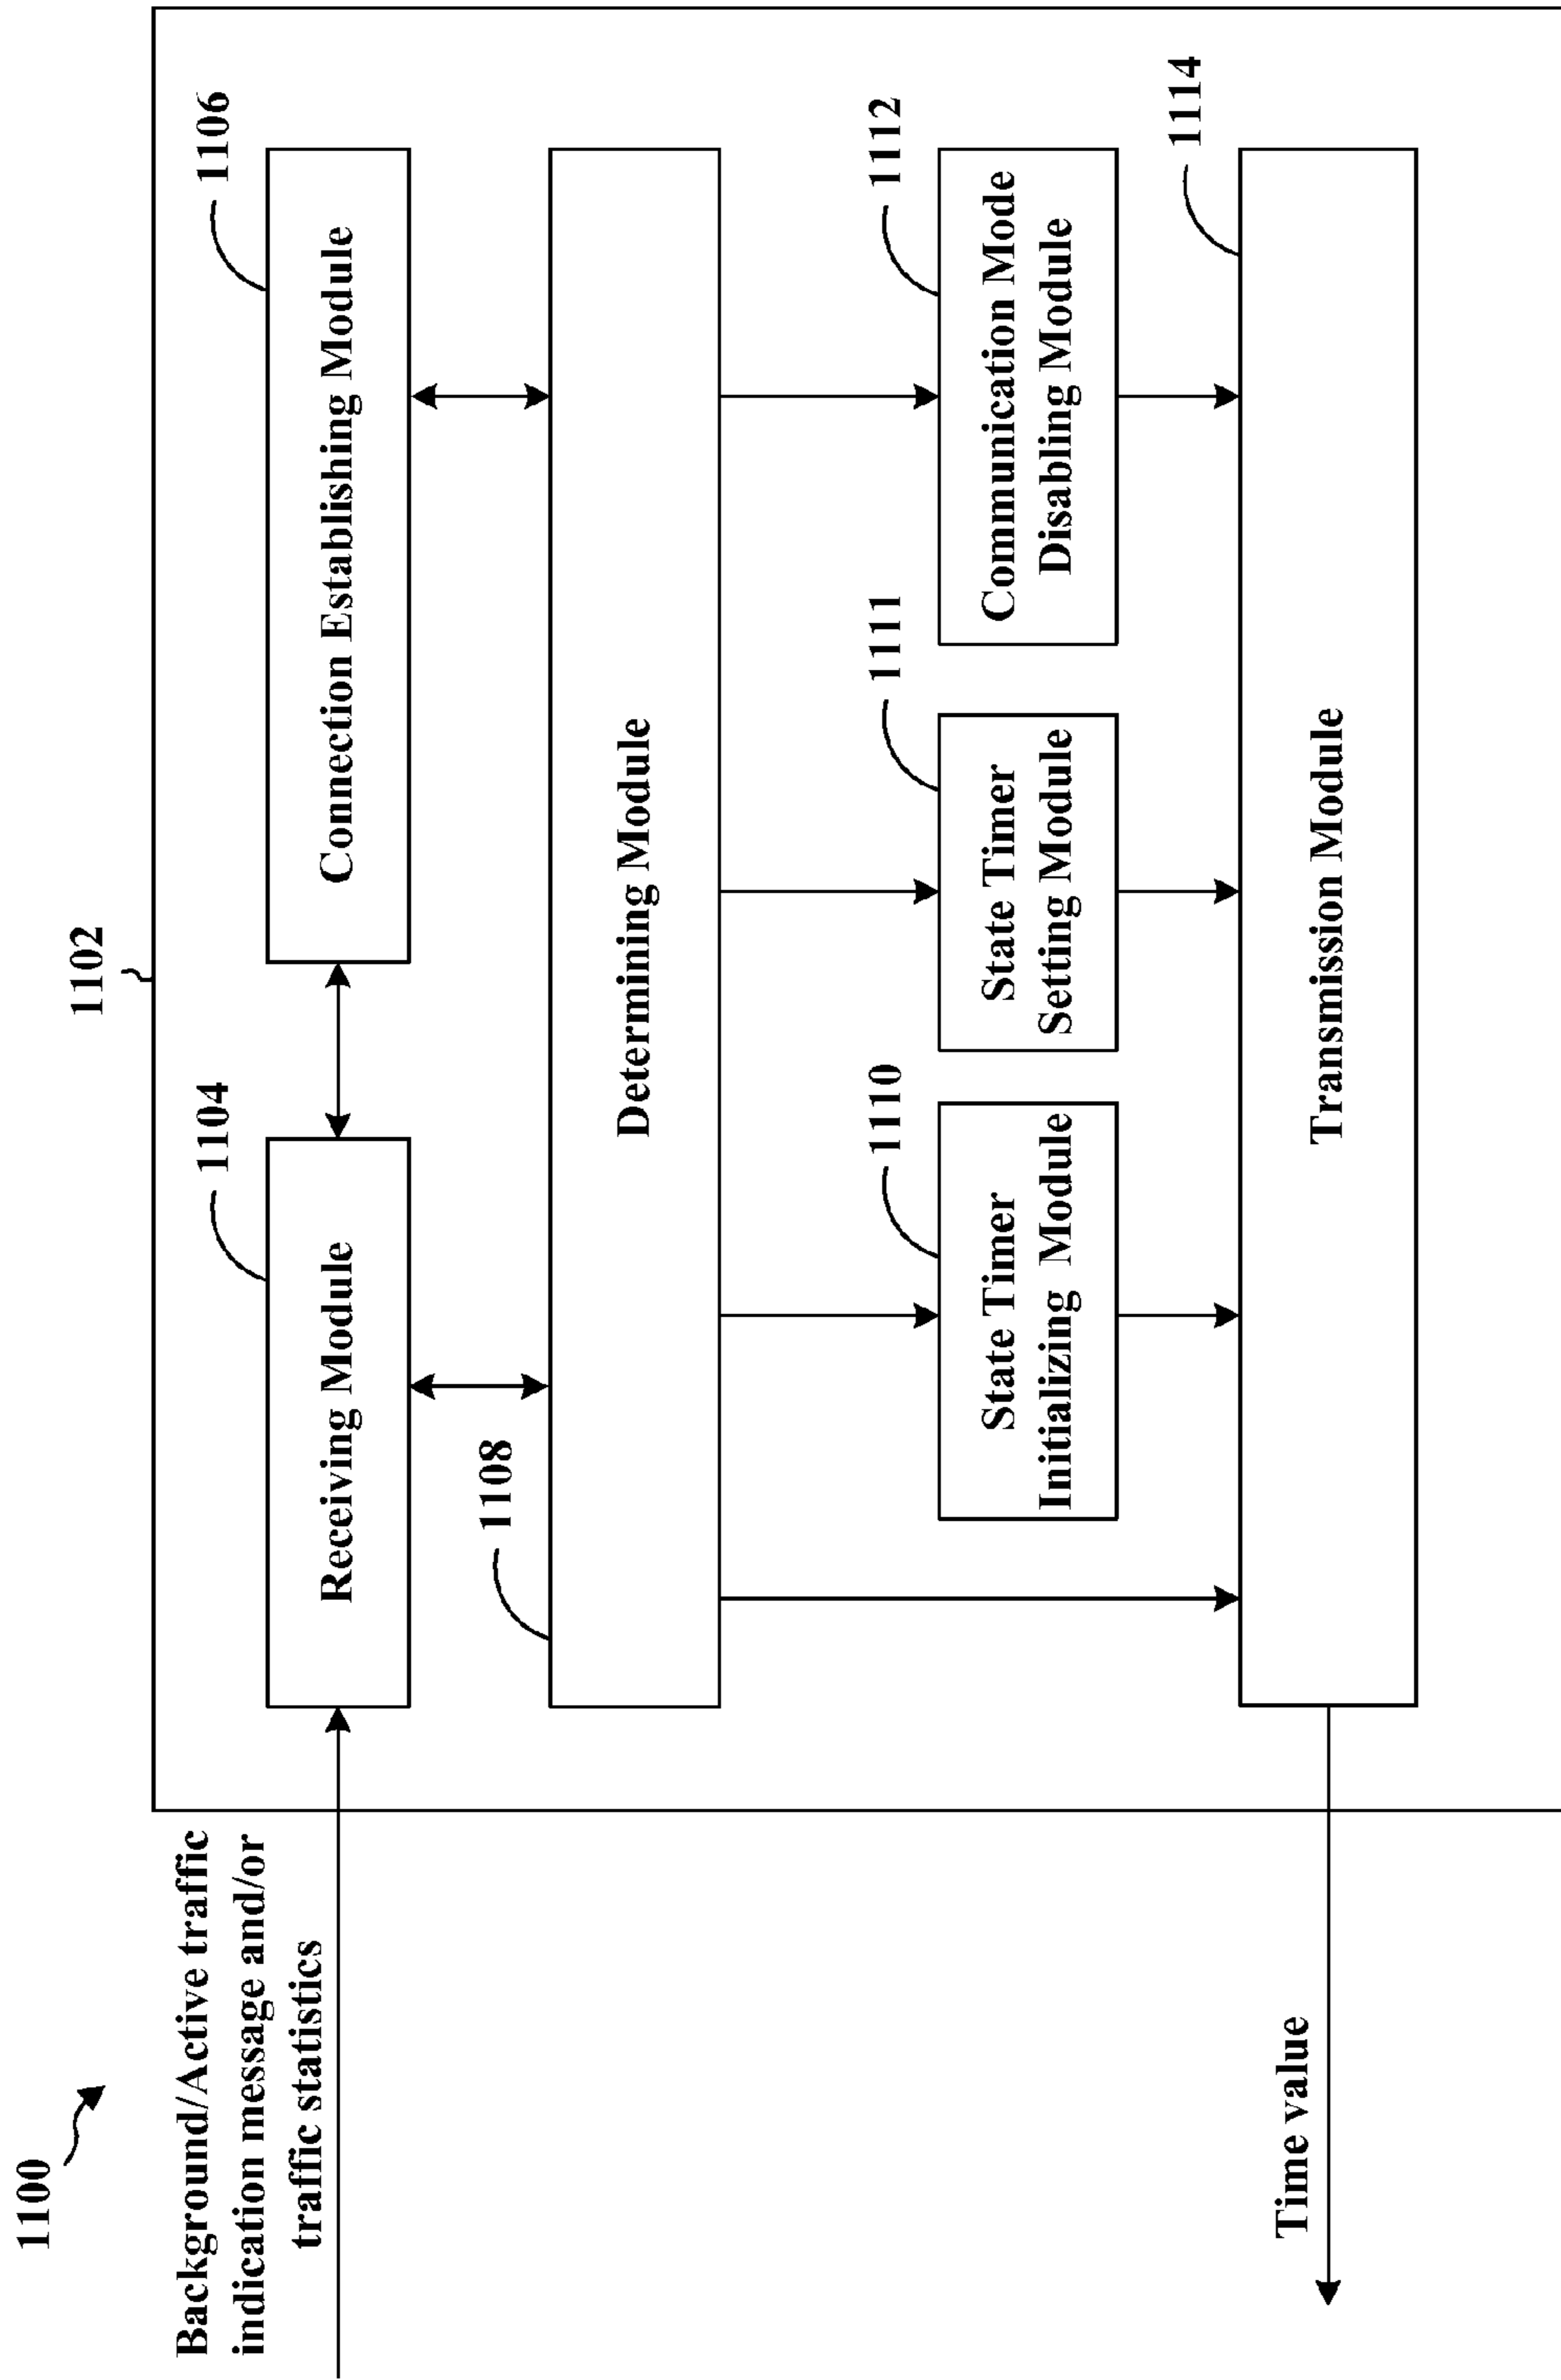 1100
1102
Background/Active traffic
indication message and/or
traffic statistics
1104
Receiving Module
1106
Connection Establishing Module
1108
Determining Module
1110
State Timer
Initializing Module
1111
State Timer
Setting Module
1112
Communication Mode
Disabling Module
1114
Transmission Module
Time value